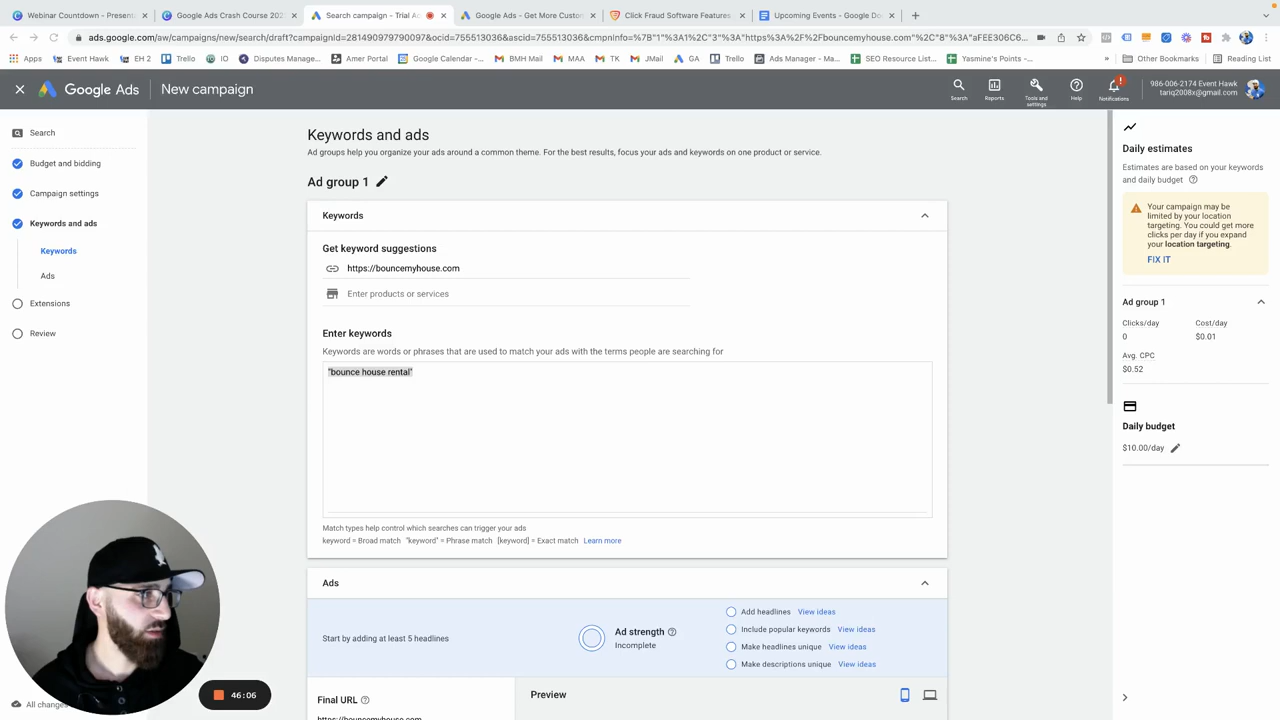 Webinar Countdown - Present
Google Ads Crash Course 202
Search campaign - Trial A
Google Ads - Get More Custo
Click Fraud Software Features
Upcoming Events - Google Do
ads.google.com/aw/campaigns/new/search/draft?campaignId=281490979790097&ocid=755513036&ascid=755513036&cmpnInfo=%7B"1%3A1%2C"3"%3A"https%3A%2F%2Fbouncemyhouse.com"%2C"8"%3A"aFEE306C6...
Apps
Event Hawk
EH 2
Trello
IO
Disputes Manage...
Amer Portal
Google Calendar -...
BMH Mail
MAA
TK
JMail
GA
Trello
Ads Manager - Ma...
SEO Resource List...
Yasmine's Points -...
»
Other Bookmarks
Reading List
Google Ads
New campaign
Search
Reports
Tools and
settings
Help
Notifications
986-006-2174 Event Hawk
tariq2008x@gmail.com
Search
Budget and bidding
Campaign settings
Keywords and ads
Keywords
Ads
Extensions
Review
All changes
46:06
Keywords and ads
Ad groups help you organize your ads around a common theme. For the best results, focus your ads and keywords on one product or service.
Ad group 1
Keywords
Get keyword suggestions
https://bouncemyhouse.com
Enter products or services
Enter keywords
Keywords are words or phrases that are used to match your ads with the terms people are searching for
"bounce house rental"
Match types help control which searches can trigger your ads
keyword = Broad match "keyword" = Phrase match [keyword] = Exact match Learn more
Ads
Start by adding at least 5 headlines
Ad strength
Incomplete
Add headlines View ideas
Include popular keywords View ideas
Make headlines unique View ideas
Make descriptions unique View ideas
Final URL
https://bouncemyhouse.com
Preview
Daily estimates
Estimates are based on your keywords
and daily budget
Your campaign may be
limited by your location
targeting. You could get more
clicks per day if you expand
your location targeting.
FIX IT
Ad group 1
Clicks/day
Cost/day
0
$0.01
Avg. CPC
$0.52
Daily budget
$10.00/day